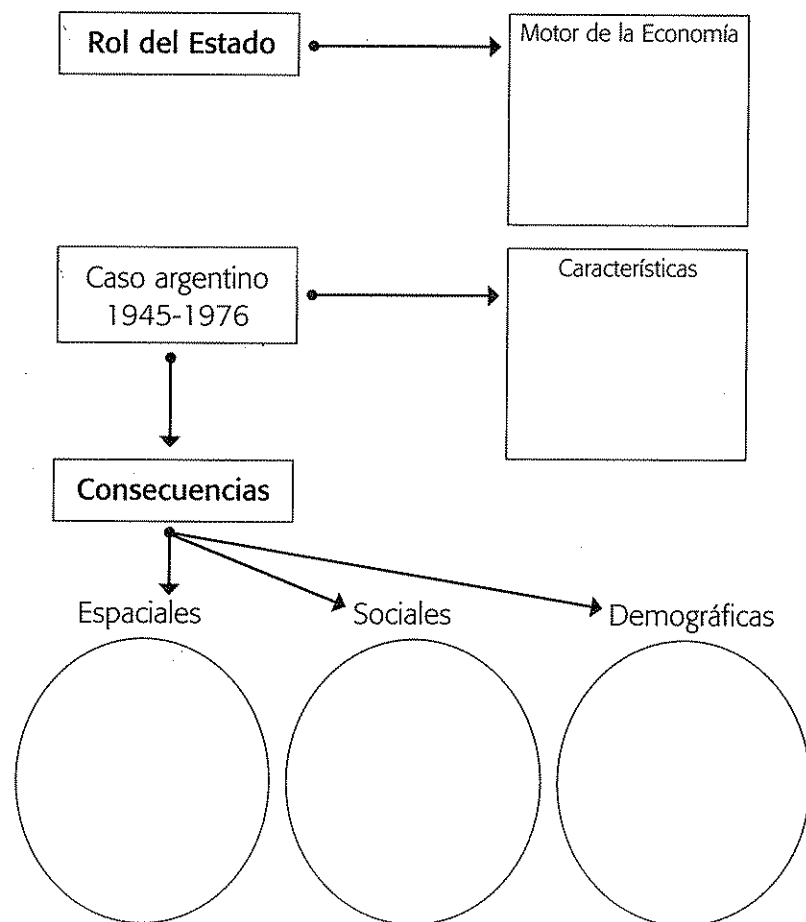 Rol del Estado
Motor de la Economía
Caso argentino
1945-1976
Características
Consecuencias
Espaciales
Sociales
Demográficas